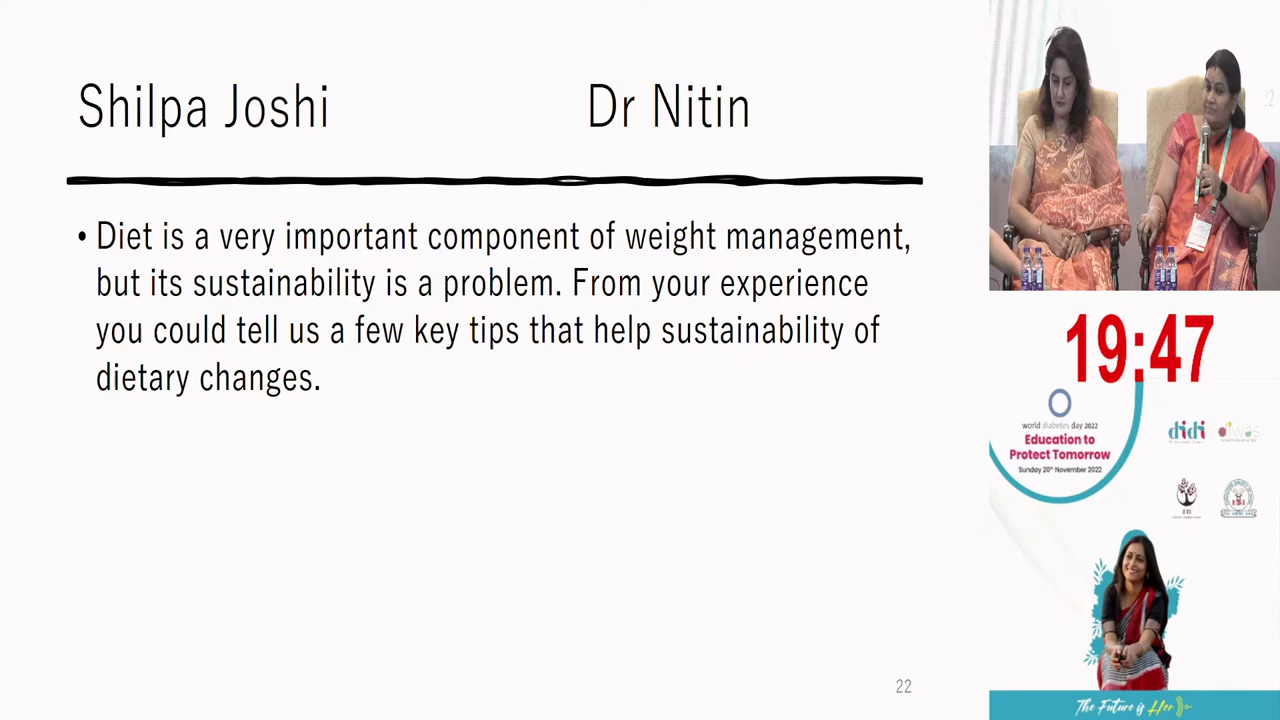 Shilpa Joshi Dr Nitin
• Diet is a very important component of weight management,
but its sustainability is a problem. From your experience
you could tell us a few key tips that help sustainability of
dietary changes.
22
19:47
world diabetes day 2022
Education to
Protect Tomorrow
Sunday 20th November 2022
didi
The Future is Her